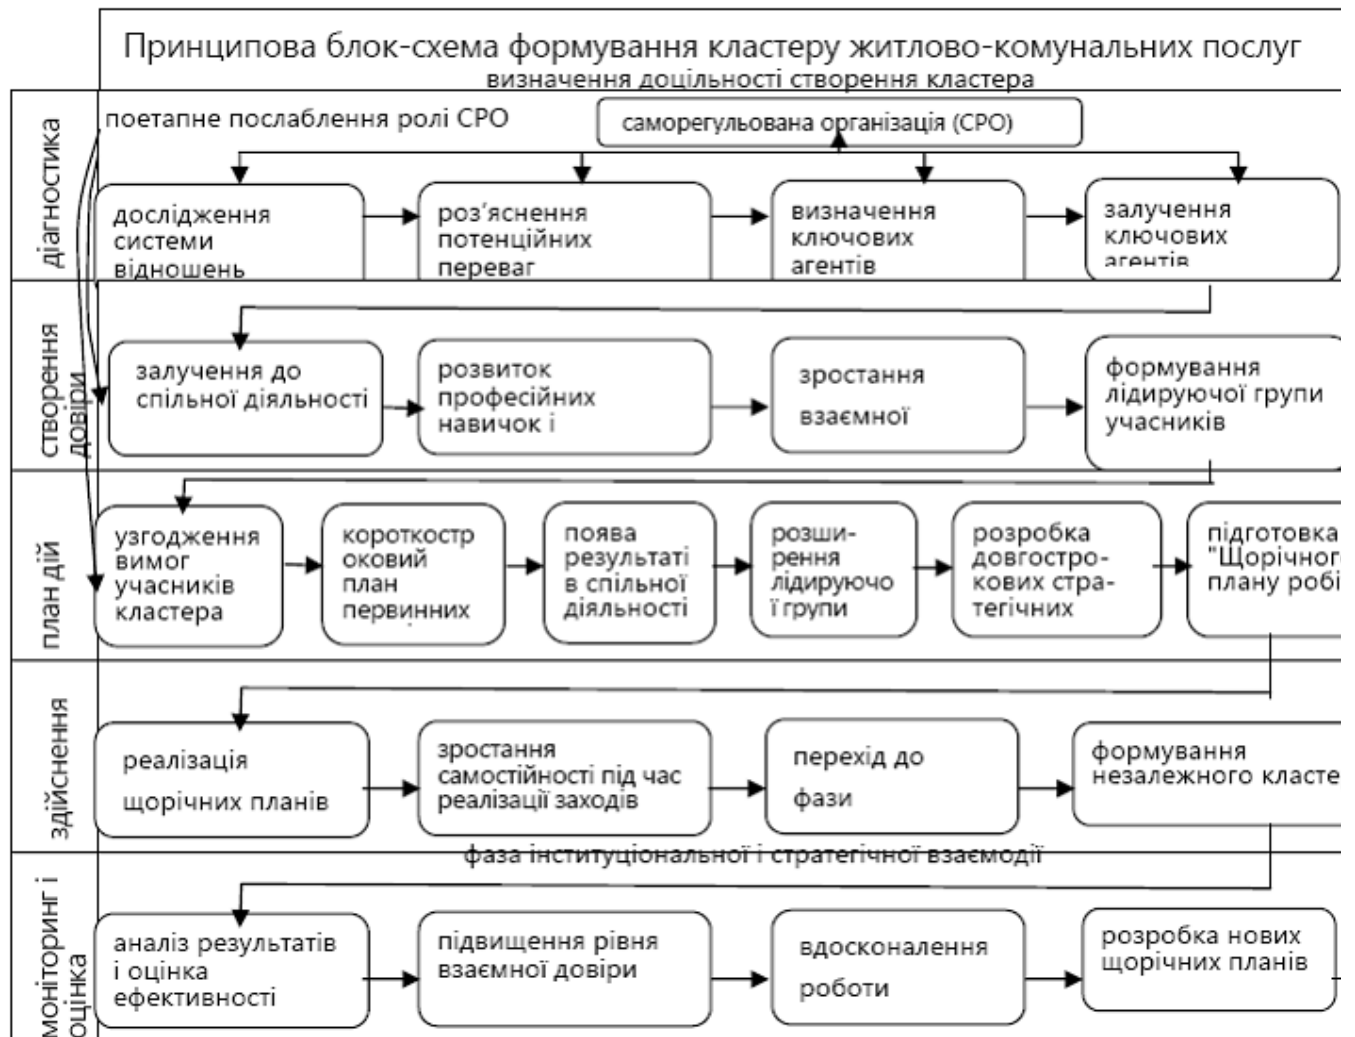 Принципова блок-схема формування кластеру житлово-комунальних послуг
визначення доцільності створення кластера
діагностика
поетапне послаблення ролі СРО
саморегульована організація (СРО)
дослідження
системи
відношень
роз’яснення
потенційних
переваг
визначення
ключових
агентів
залучення
ключових
агентів
створення
довіри
залучення до
спільної діяльності
розвиток
професійних
навичок і
зростання
взаємної
формування
лідируючої групи
учасників
план дій
узгодження
вимог
учасників
кластера
короткостр
оковий
план
первинних
поява
результаті
в спільної
діяльності
розши-
рення
лідируючо
ї групи
розробка
довгостро-
кових стра-
тегічних
підготовка
"Щорічног
плану робі
здійснення
реалізація
щорічних планів
зростання
самостійності під час
реалізації заходів
перехід до
фази
формування
незалежного класте
фаза інституціональної і стратегічної взаємодії
моніторинг і
оцінка
аналіз результатів
і оцінка
ефективності
підвищення рівня
взаємної довіри
вдосконалення
роботи
розробка нових
щорічних планів